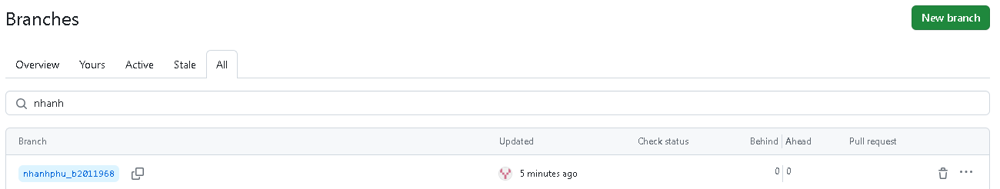 Branches
New branch
Overview Yours Active Stale All
nhanh
Branch Updated Check status Behind Ahead Pull request
nhanhphu_b2011968 5 minutes ago 0 0